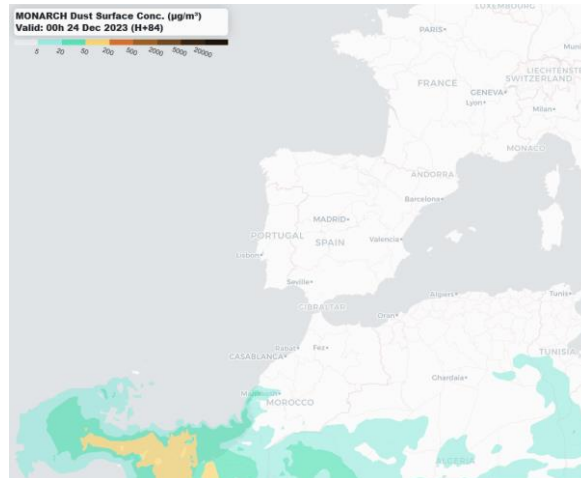 MONARCH Dust Surface Conc. (µg/m³)
Valid: 00h 24 Dec 2023 (H+84)
5 20 50 200 500 2000 5000 20000
LUXEMBOURG
PARIS
LIECHTENSTEIN
FRANCE
SWITZERLAND
GENEVA
Lyon
Milan
MONACO
ANDORRA
Barcelona
MADRID
PORTUGAL
SPAIN
Valencia
Lisbon
Seville
Algiers
Tunis
GIBRALTAR
Oran
Rabat
Fez
CASABLANCA
TUNISIA
Ghardaia
Marrakesh
MOROCCO
ALGERIA